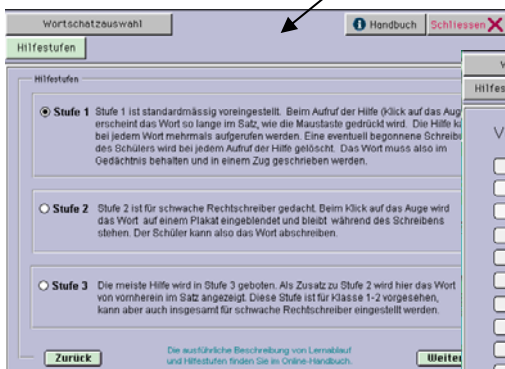 Wortschatzauswahl
Handbuch Schliessen
Hilfestufen
Hilfestufen
Stufe 1 Stufe 1 ist standardmässig voreingestellt. Beim Aufruf der Hilfe (Klick auf das Aug
erscheint das Wort so lange im Satz, wie die Maustaste gedrückt wird. Die Hilfe ka
bei jedem Wort mehrmals aufgerufen werden. Eine eventuell begonnene Schreib
des Schülers wird bei jedem Aufruf der Hilfe gelöscht. Das Wort muss also im
Gedächtnis behalten und in einem Zug geschrieben werden.
Stufe 2 Stufe 2 ist für schwache Rechtschreiber gedacht. Beim Klick auf das Auge wird
das Wort auf einem Plakat eingeblendet und bleibt während des Schreibens
stehen. Der Schüler kann also das Wort abschreiben.
Stufe 3 Die meiste Hilfe wird in Stufe 3 geboten. Als Zusatz zu Stufe 2 wird hier das Wort
von vornherein im Satz angezeigt. Diese Stufe ist für Klasse 1-2 vorgesehen,
kann aber auch insgesamt für schwache Rechtschreiber eingestellt werden.
Zurück
Die ausführliche Beschreibung von Lernablauf
und Hilfestufen finden Sie im Online-Handbuch.
Weiter
W
Hilfes
V